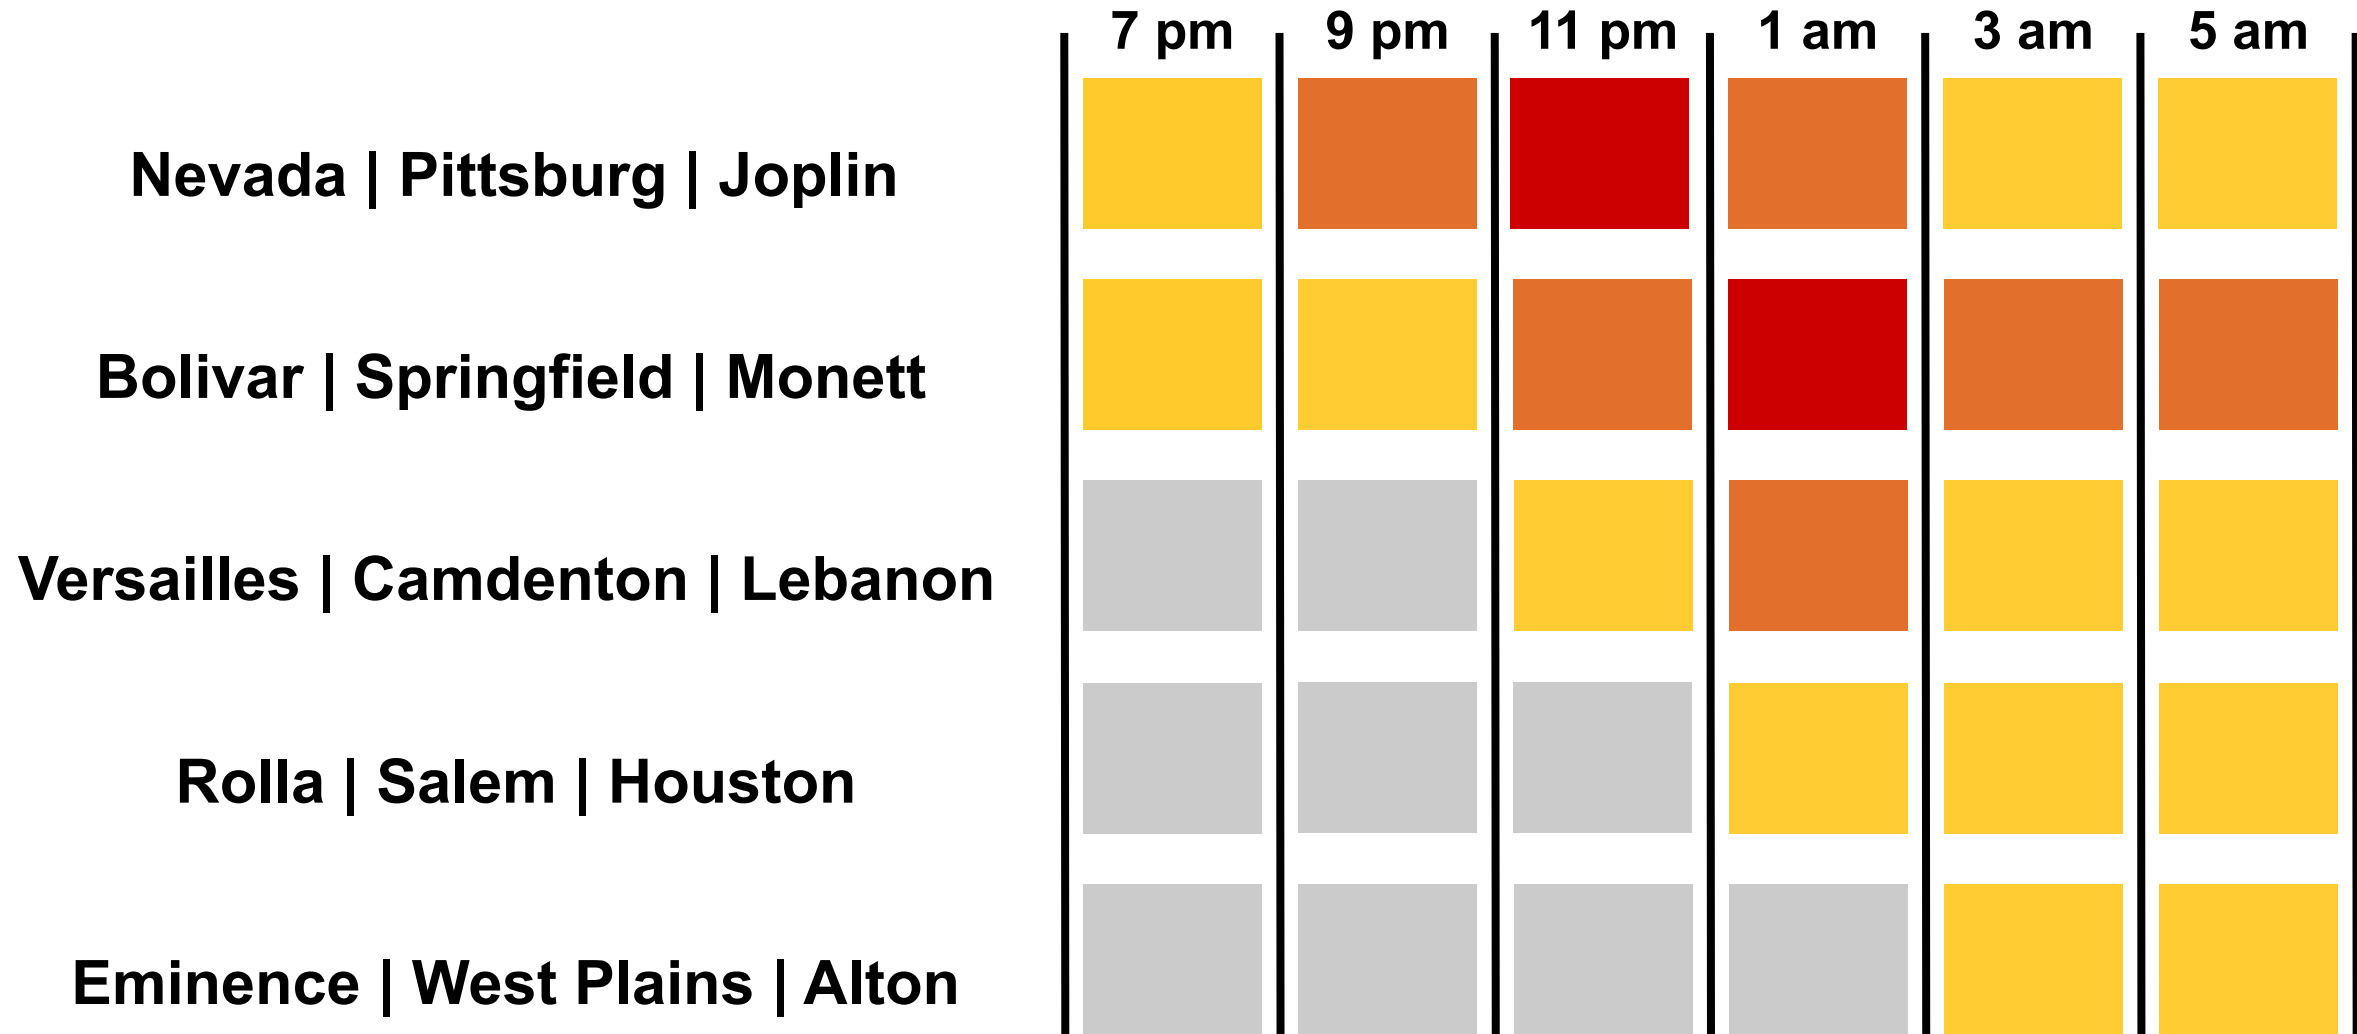 7 pm 9 pm 11 pm 1 am 3 am 5 am
Nevada | Pittsburg | Joplin
Bolivar | Springfield | Monett
Versailles | Camdenton | Lebanon
Rolla | Salem | Houston
Eminence | West Plains | Alton